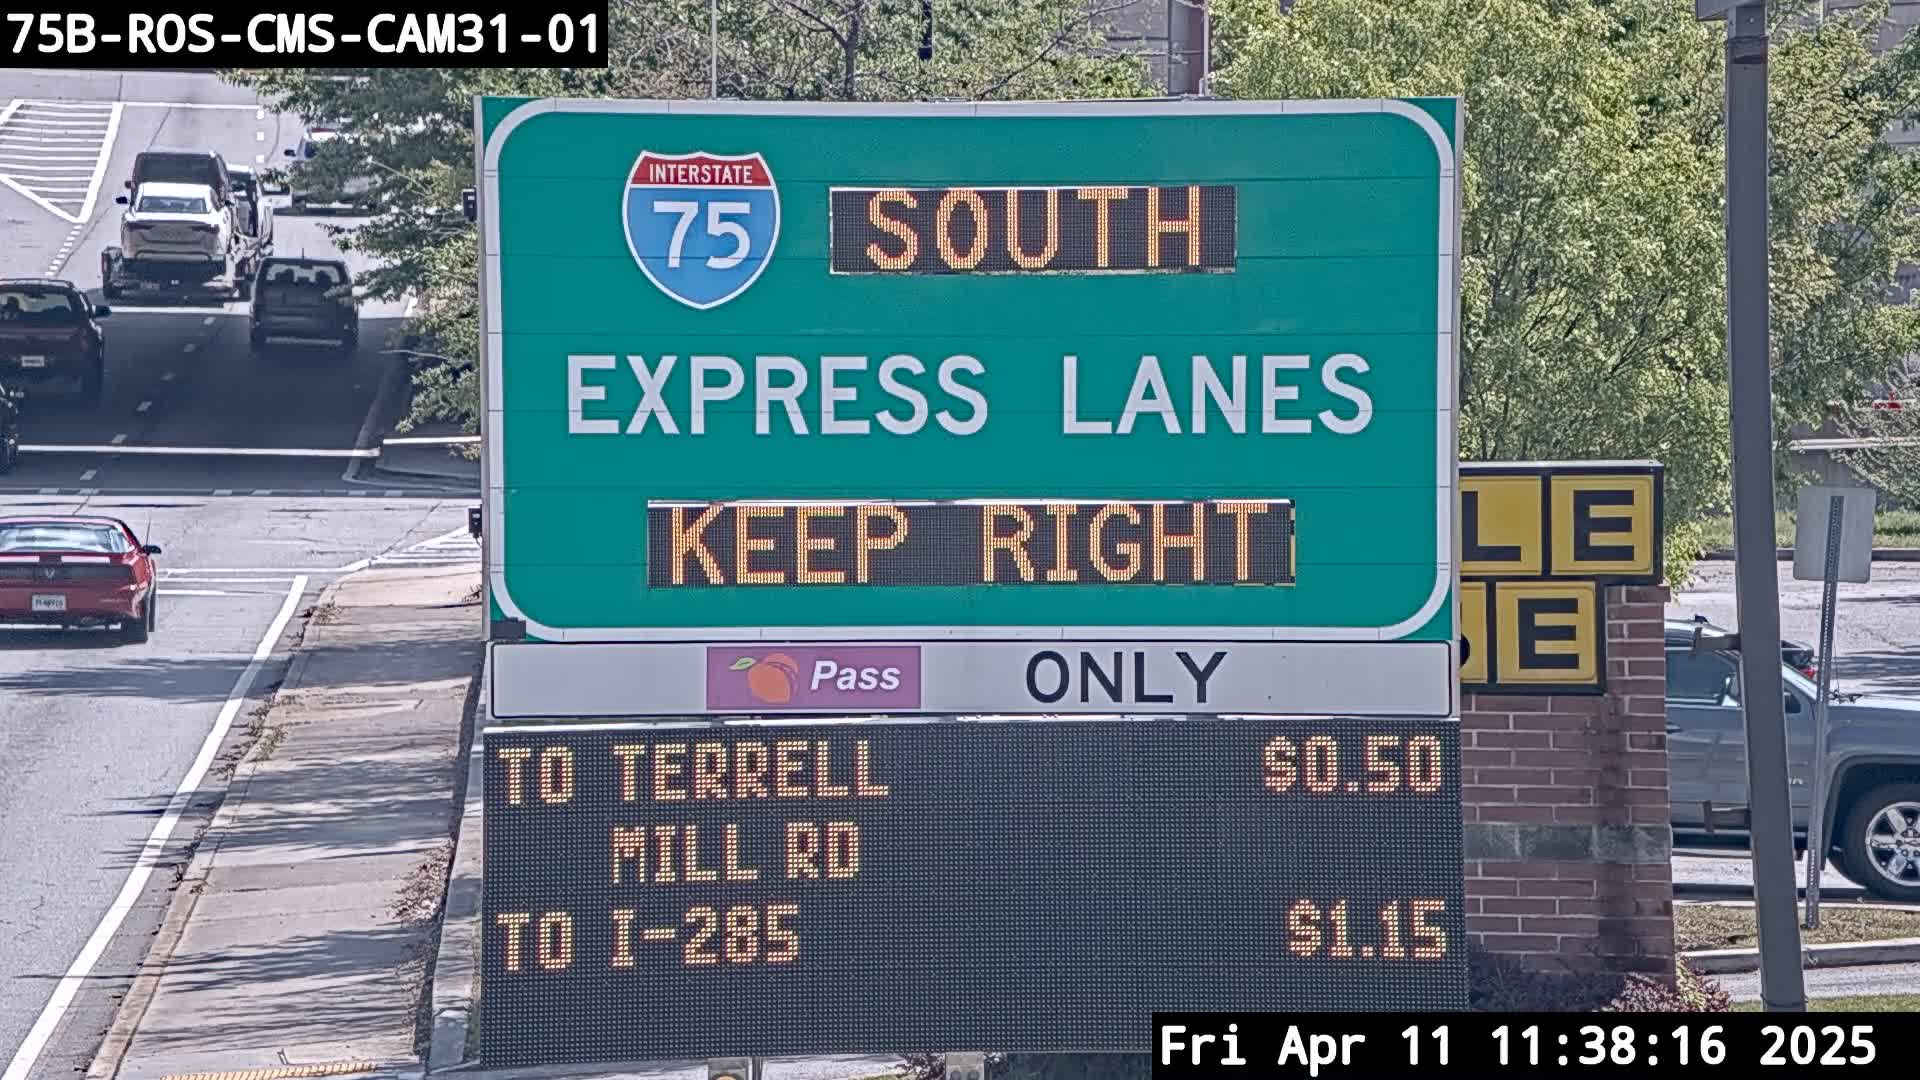 75B-ROS-CMS-CAM31-01
INTERSTATE
75
SOUTH
EXPRESS LANES
KEEP RIGHT
Pass ONLY
TO TERRELL $0.50
MILL RD
TO I-285 $1.15
LE
E
Fri Apr 11 11:38:16 2025